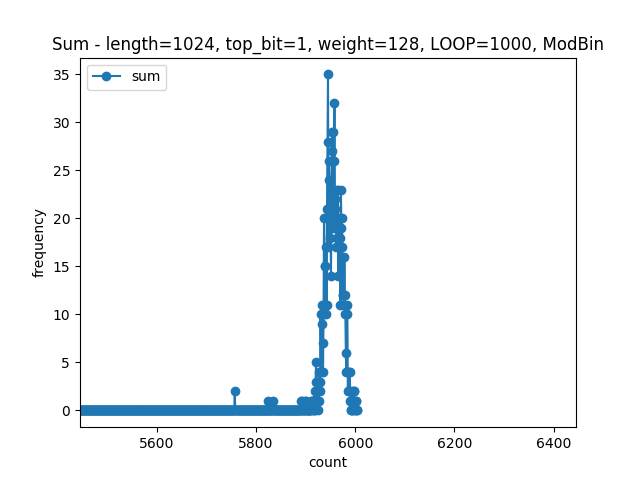 Sum - length=1024, top_bit=1, weight=128, LOOP=1000, ModBin
sum
frequency
35
30
25
20
15
10
5
0
5600 5800 6000 6200 6400
count